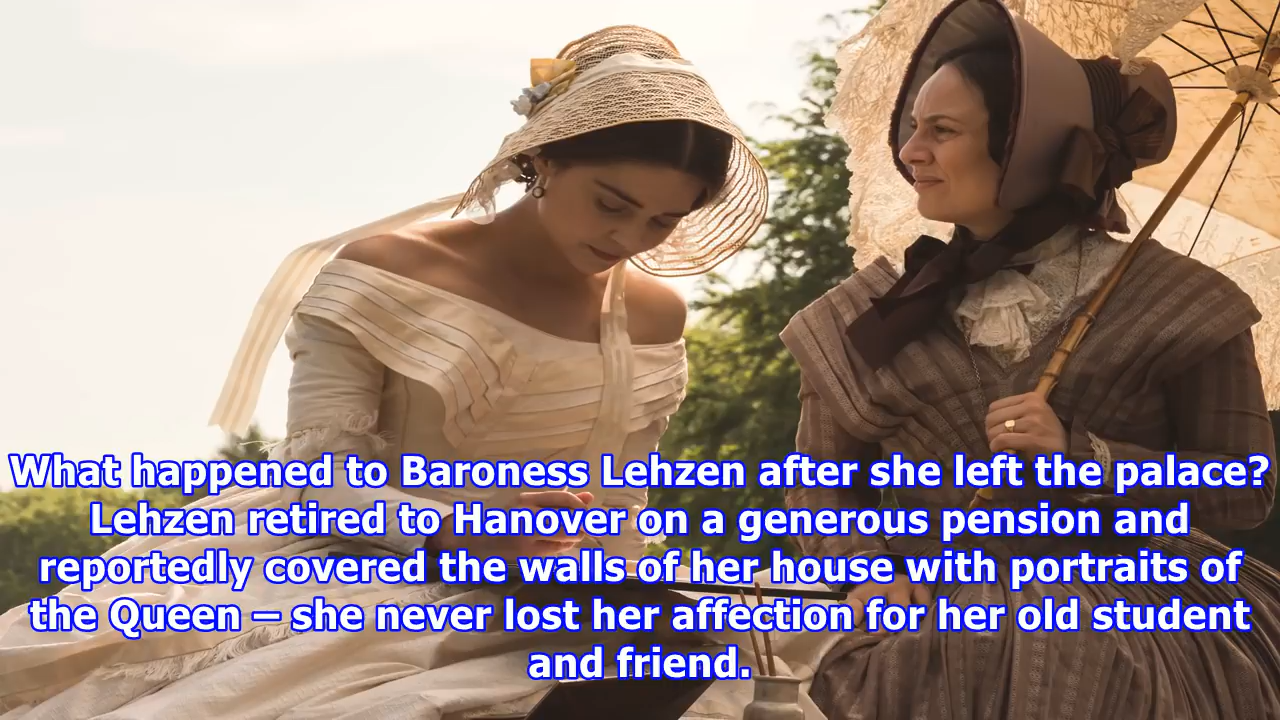 What happened to Baroness Lehzen after she left the palace?
Lehzen retired to Hanover on a generous pension and
reportedly covered the walls of her house with portraits of
the Queen – she never lost her affection for her old student
and friend.